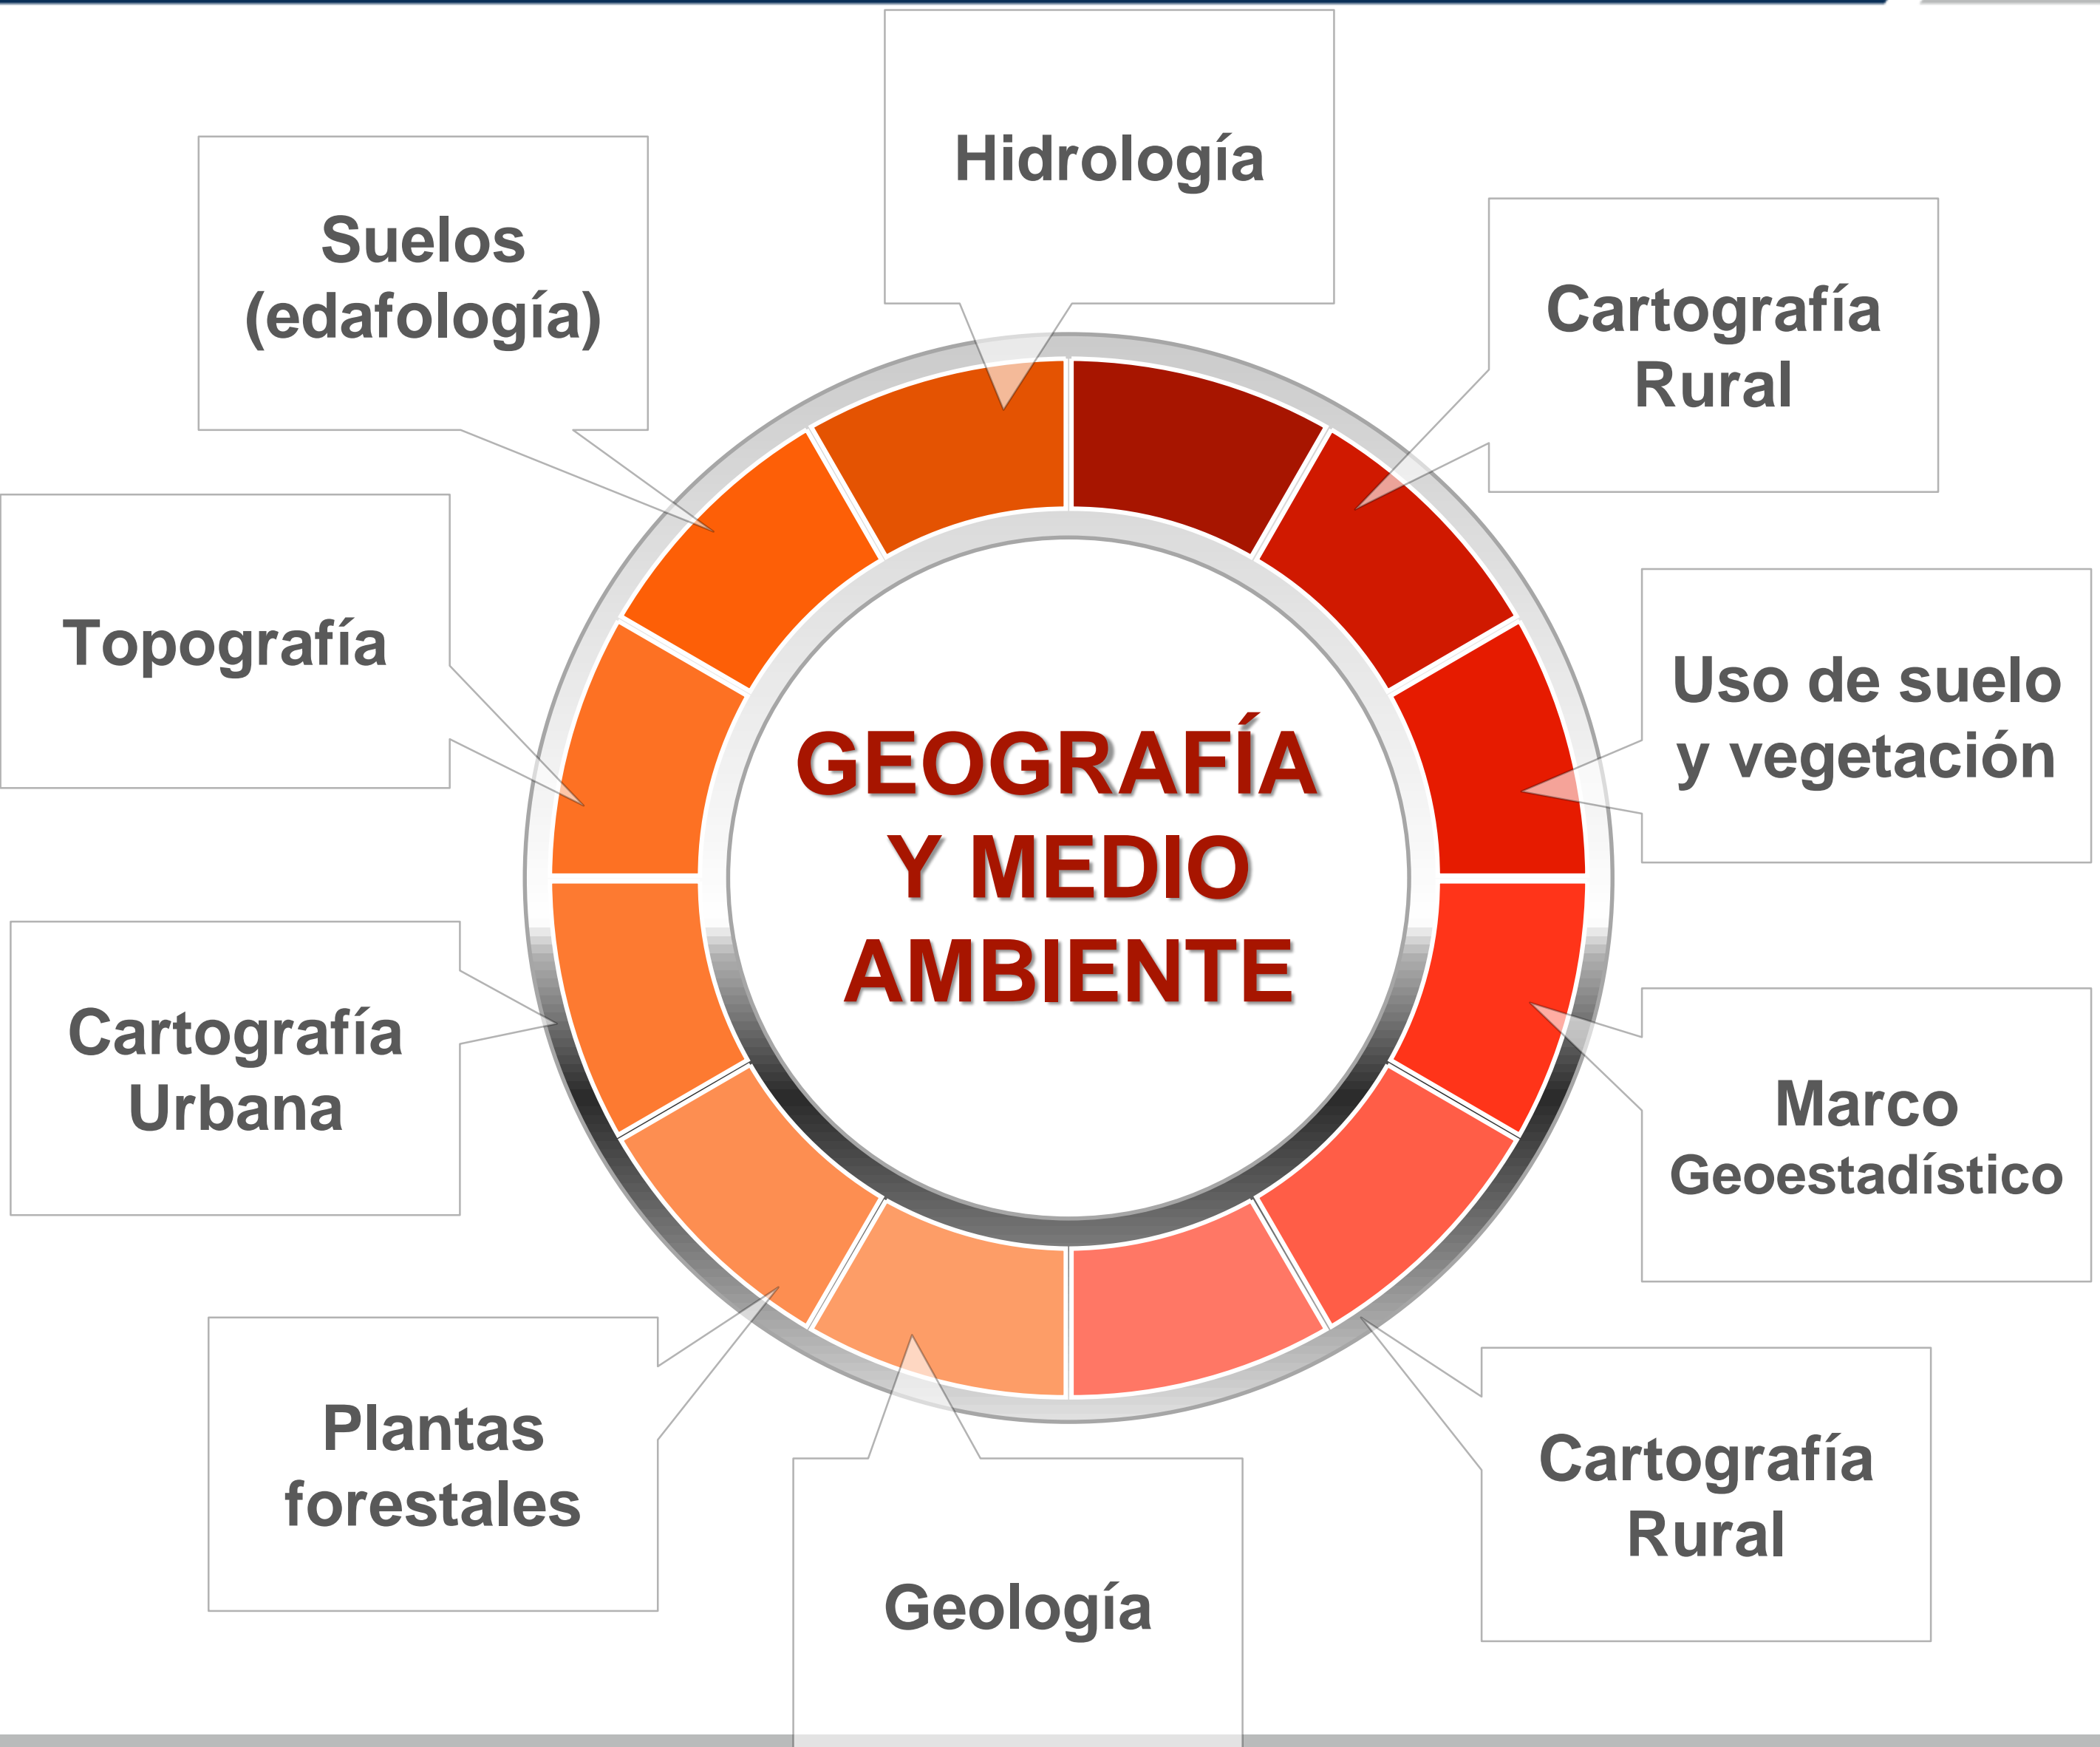 Hidrología
Suelos
(edafología)
Cartografía
Rural
Topografía
Uso de suelo
y vegetación
GEOGRAFÍA
Y MEDIO
AMBIENTE
Cartografía
Urbana
Marco
Geoestadístico
Plantas
forestales
Cartografía
Rural
Geología